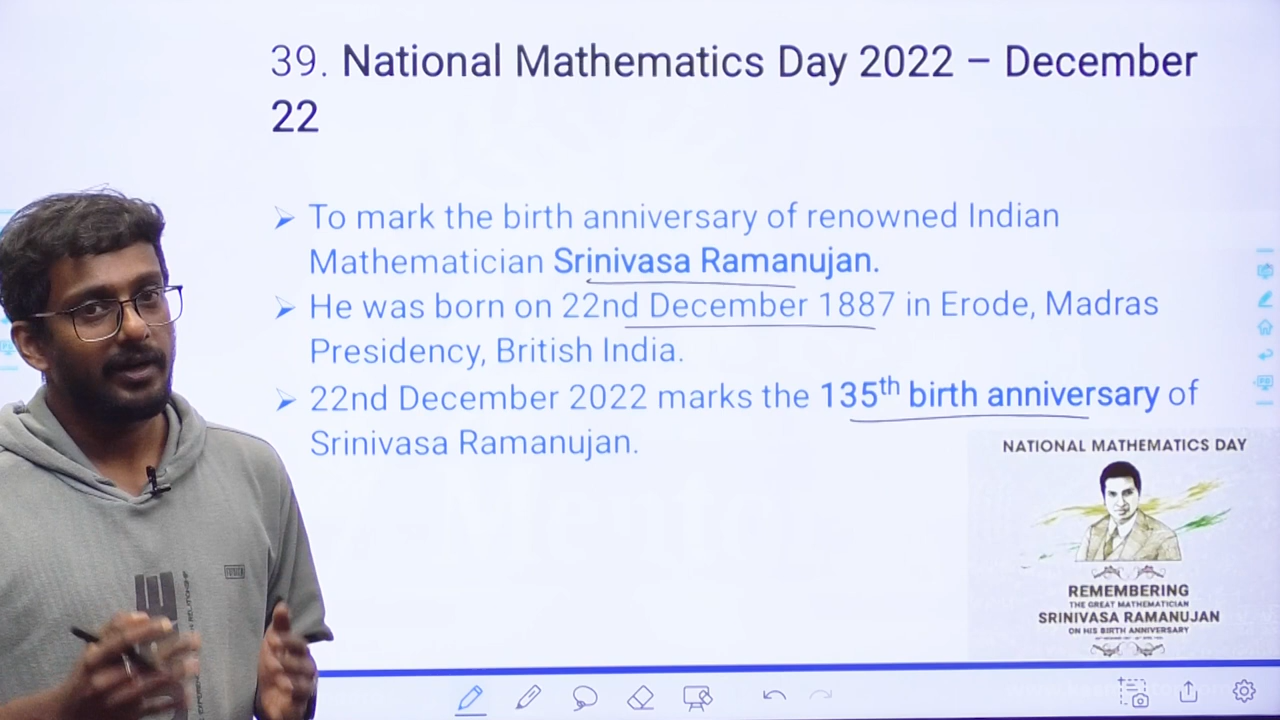 39. National Mathematics Day 2022 – December
22
➢ To mark the birth anniversary of renowned Indian
Mathematician Srinivasa Ramanujan.
➢ He was born on 22nd December 1887 in Erode, Madras
Presidency, British India.
➢ 22nd December 2022 marks the 135th birth anniversary of
Srinivasa Ramanujan.
NATIONAL MATHEMATICS DAY
REMEMBERING
THE GREAT MATHEMATICIAN
SRINIVASA RAMANUJAN
ON HIS BIRTH ANNIVERSARY